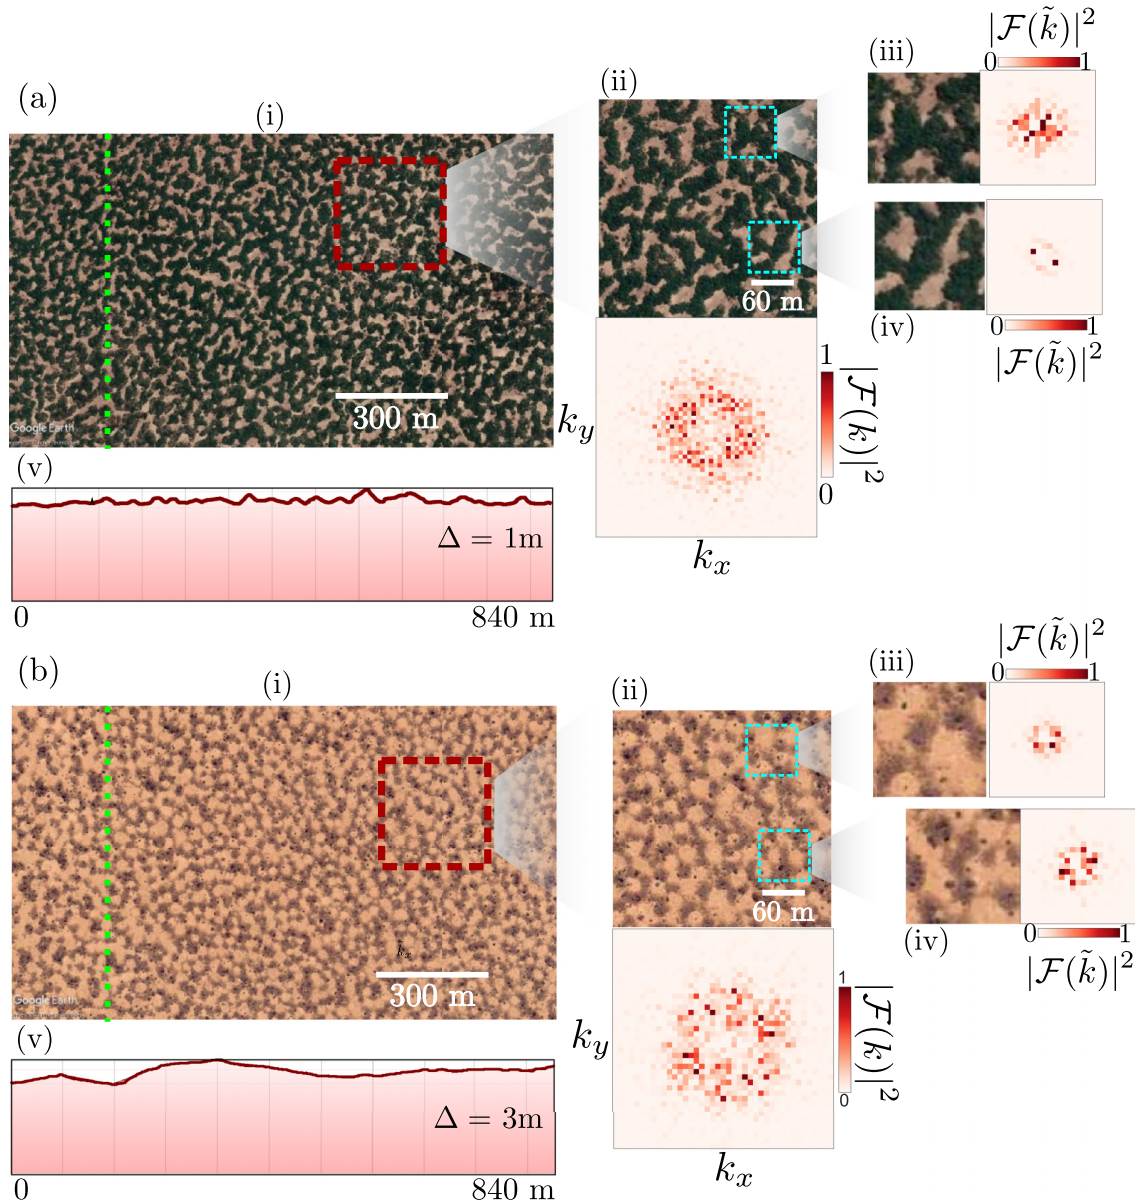 (a)
(i)
(ii)
(iii)
|F(k̃)|²
0 1
60 m
(iv)
0 1
|F(k̃)|²
300 m
Google Earth
k_y
1
|F(k)|²
0
k_x
(v)
Δ = 1m
0 840 m
(b)
(i)
(ii)
(iii)
|F(k̃)|²
0 1
60 m
(iv)
0 1
|F(k̃)|²
k_x
300 m
Google Earth
k_y
1
|F(k)|²
0
k_x
(v)
Δ = 3m
0 840 m